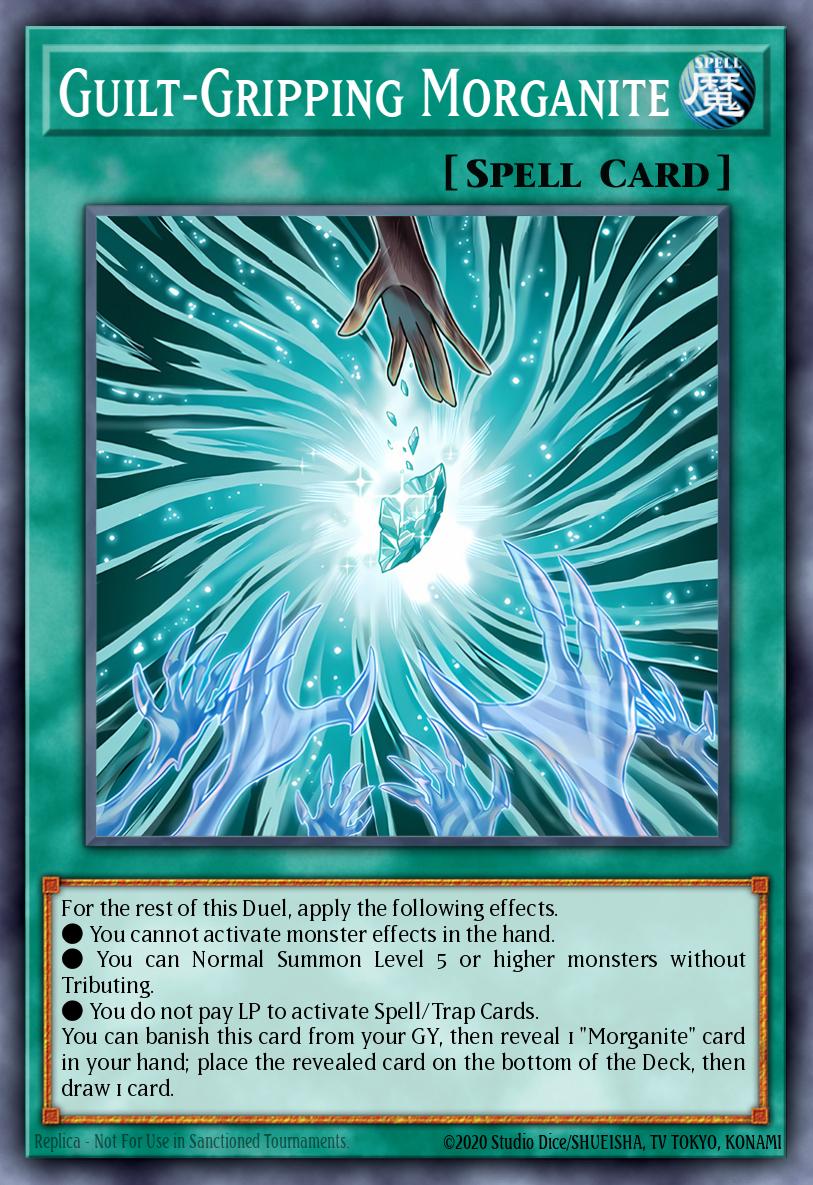 Guilt-Gripping Morganite
SPELL
魔
[ Spell Card ]
For the rest of this Duel, apply the following effects.
● You cannot activate monster effects in the hand.
● You can Normal Summon Level 5 or higher monsters without
Tributing.
● You do not pay LP to activate Spell/Trap Cards.
You can banish this card from your GY, then reveal 1 "Morganite" card
in your hand; place the revealed card on the bottom of the Deck, then
draw 1 card.
Replica - Not For Use in Sanctioned Tournaments.
©2020 Studio Dice/SHUEISHA, TV TOKYO, KONAMI